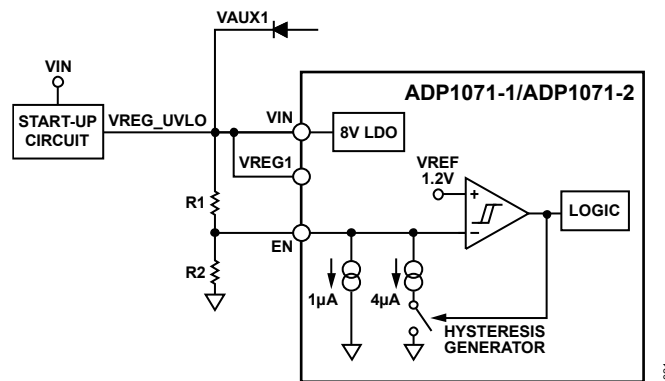 VAUX1
VIN
START-UP
CIRCUIT
VREG_UVLO
VIN
VREG1
R1
EN
R2
ADP1071-1/ADP1071-2
8V LDO
VREF
1.2V
+
−
LOGIC
1µA
4µA
HYSTERESIS
GENERATOR